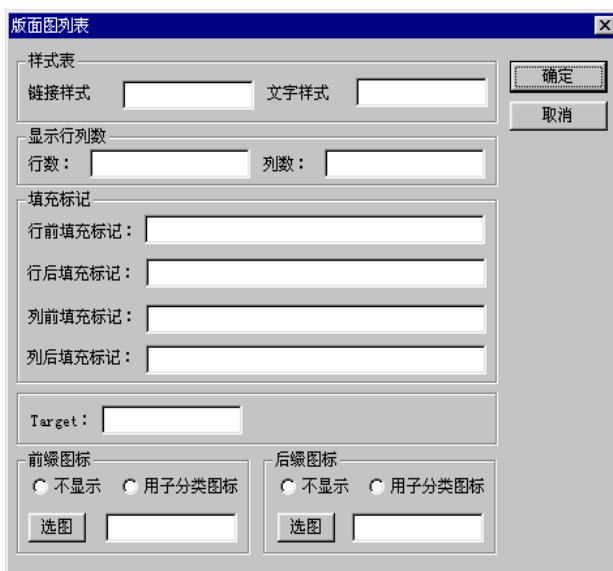 版面图列表
样式表
链接样式 文字样式
确定
取消
显示行列数
行数： 列数：
填充标记
行前填充标记：
行后填充标记：
列前填充标记：
列后填充标记：
Target：
前缀图标 后缀图标
不显示 用子分类图标 不显示 用子分类图标
选图 选图